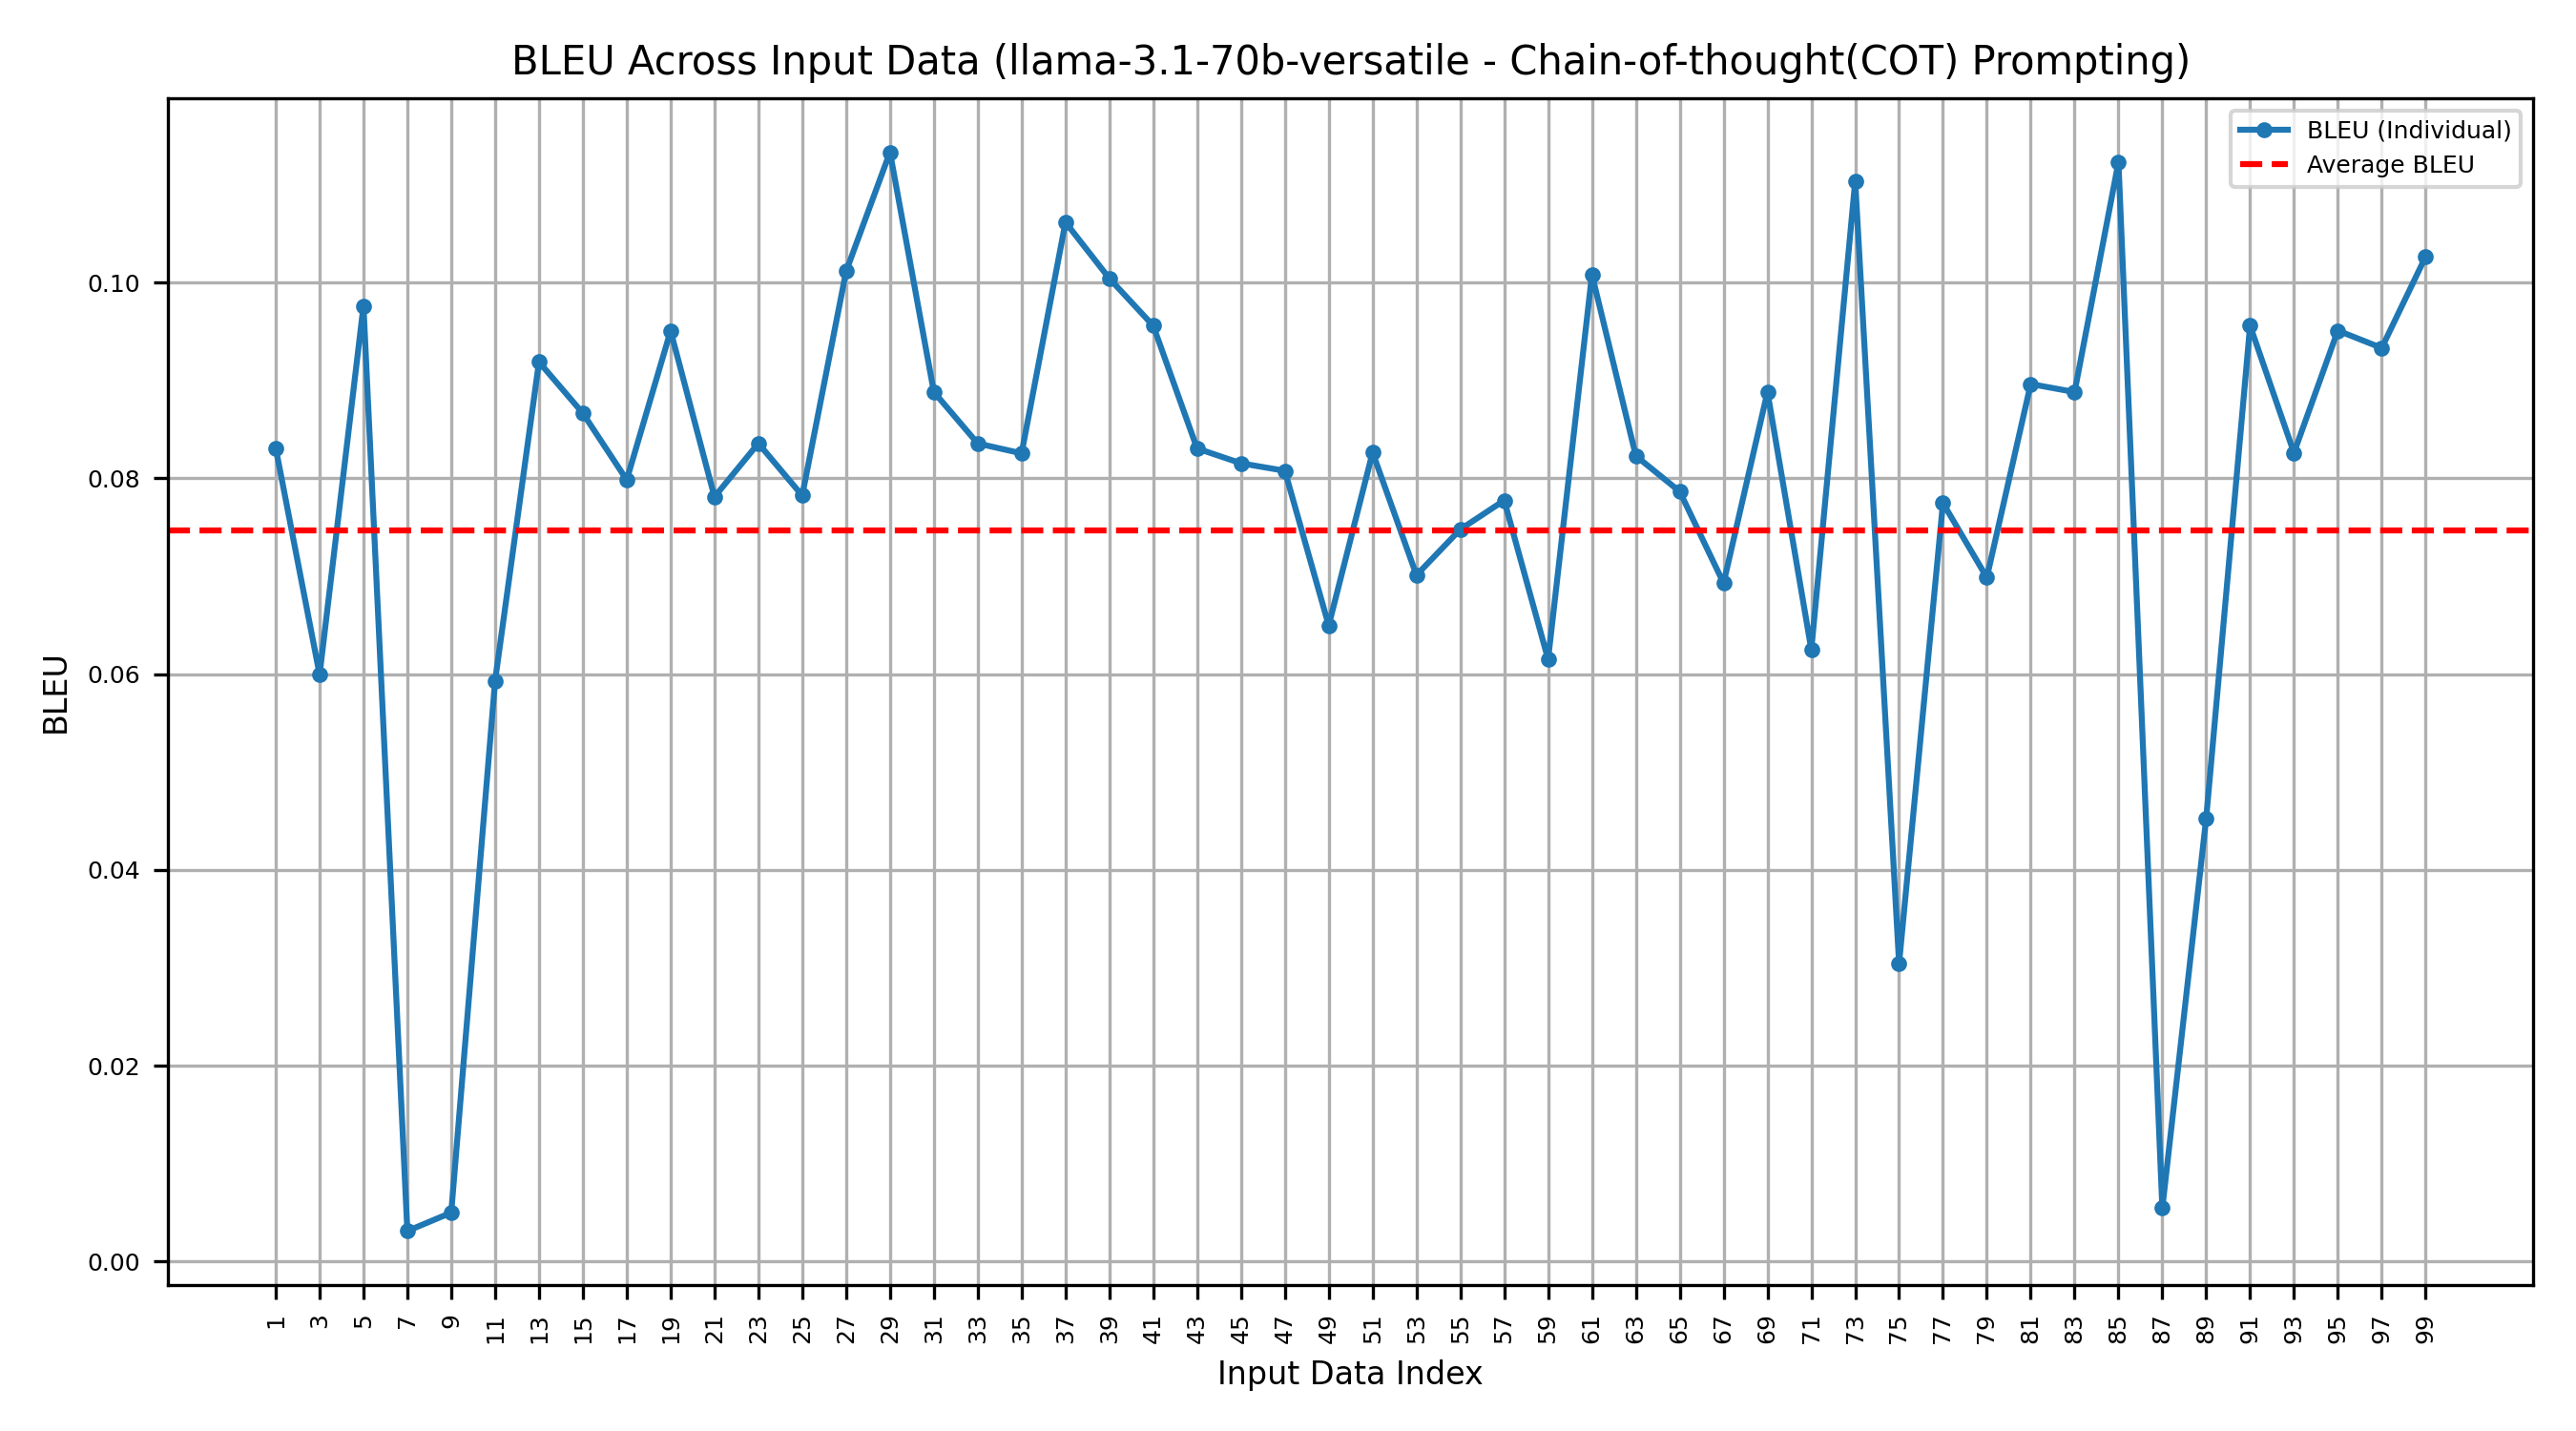 BLEU Across Input Data (llama-3.1-70b-versatile - Chain-of-thought(COT) Prompting)
BLEU (Individual)
Average BLEU
BLEU
0.10
0.08
0.06
0.04
0.02
0.00
1 3 5 7 9 11 13 15 17 19 21 23 25 27 29 31 33 35 37 39 41 43 45 47 49 51 53 55 57 59 61 63 65 67 69 71 73 75 77 79 81 83 85 87 89 91 93 95 97 99
Input Data Index